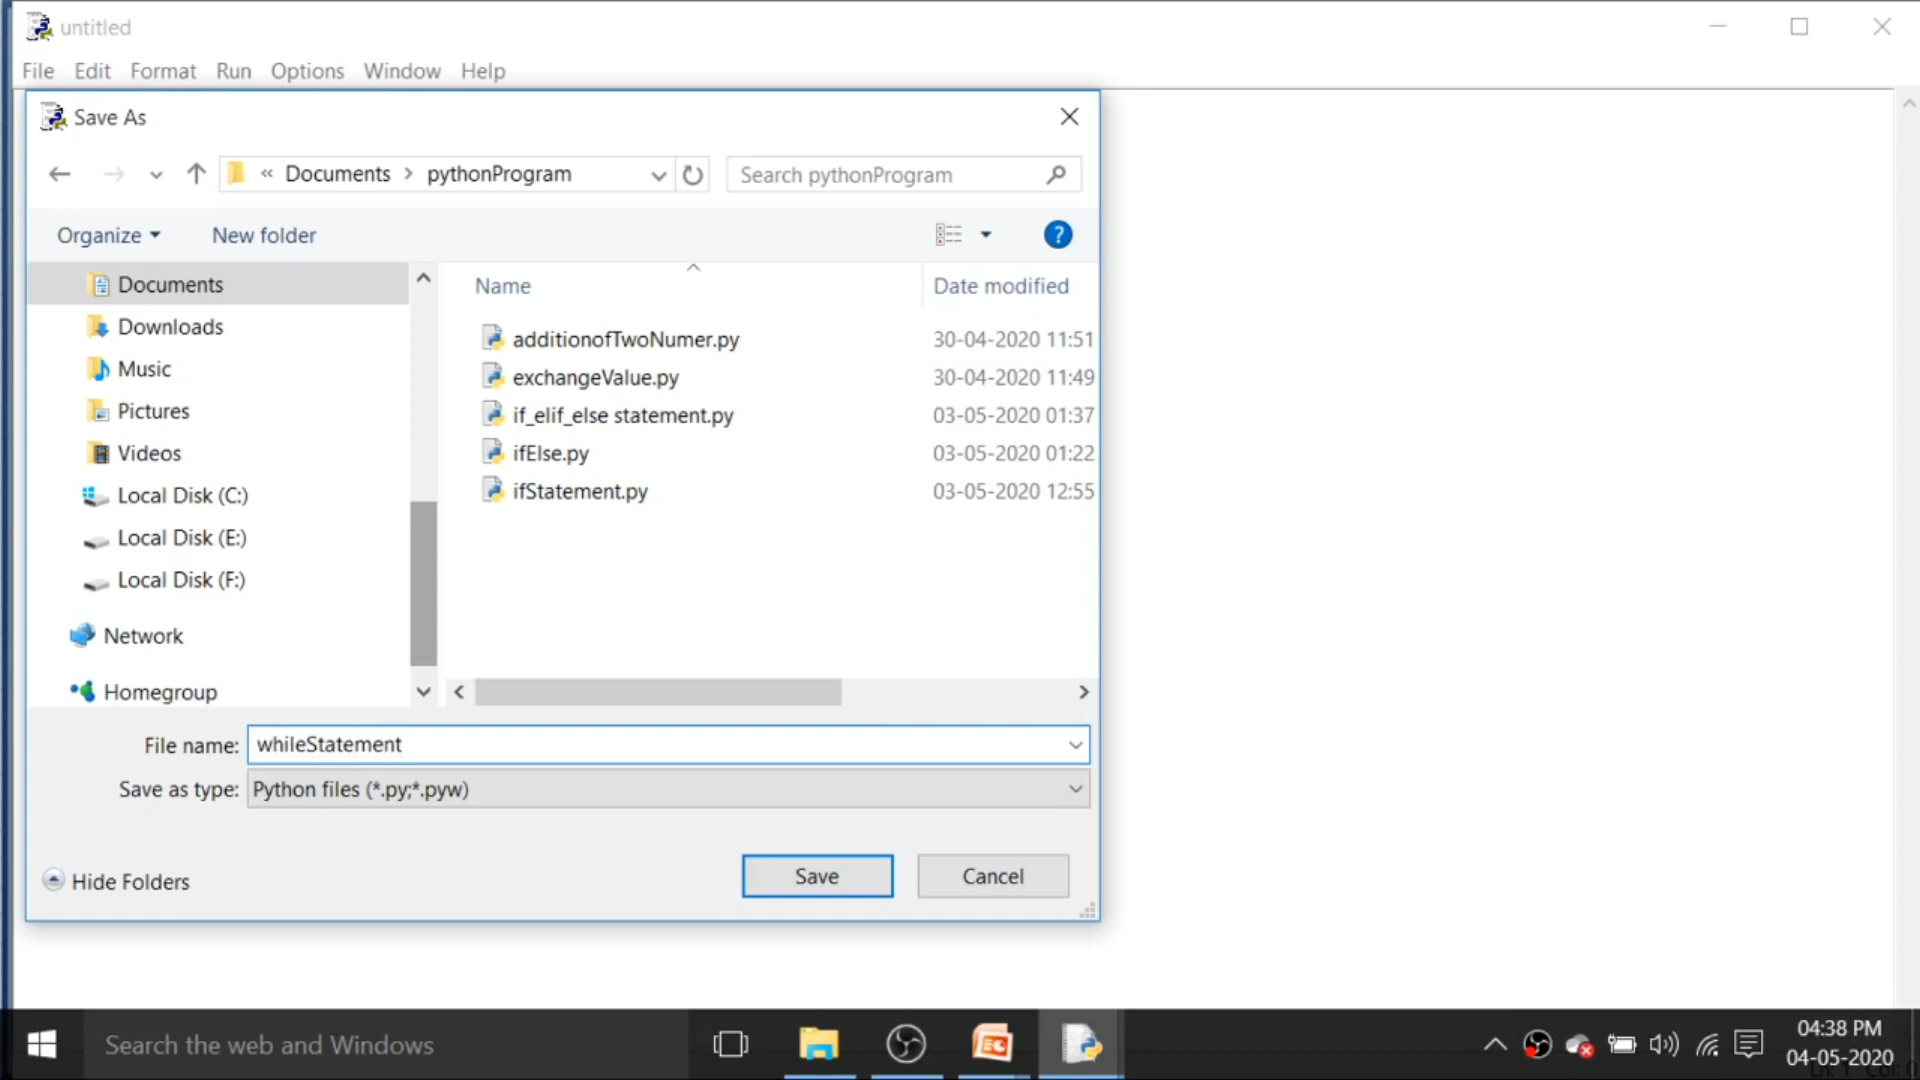 untitled
File Edit Format Run Options Window Help
Save As
« Documents > pythonProgram
Search pythonProgram
Organize New folder
?
Documents
Downloads
Music
Pictures
Videos
Local Disk (C:)
Local Disk (E:)
Local Disk (F:)
Network
Homegroup
Name Date modified
additionofTwoNumer.py 30-04-2020 11:51
exchangeValue.py 30-04-2020 11:49
if_elif_else statement.py 03-05-2020 01:37
ifElse.py 03-05-2020 01:22
ifStatement.py 03-05-2020 12:55
File name: whileStatement
Save as type: Python files (*.py;*.pyw)
Hide Folders Save Cancel
Search the web and Windows
04:38 PM
04-05-2020